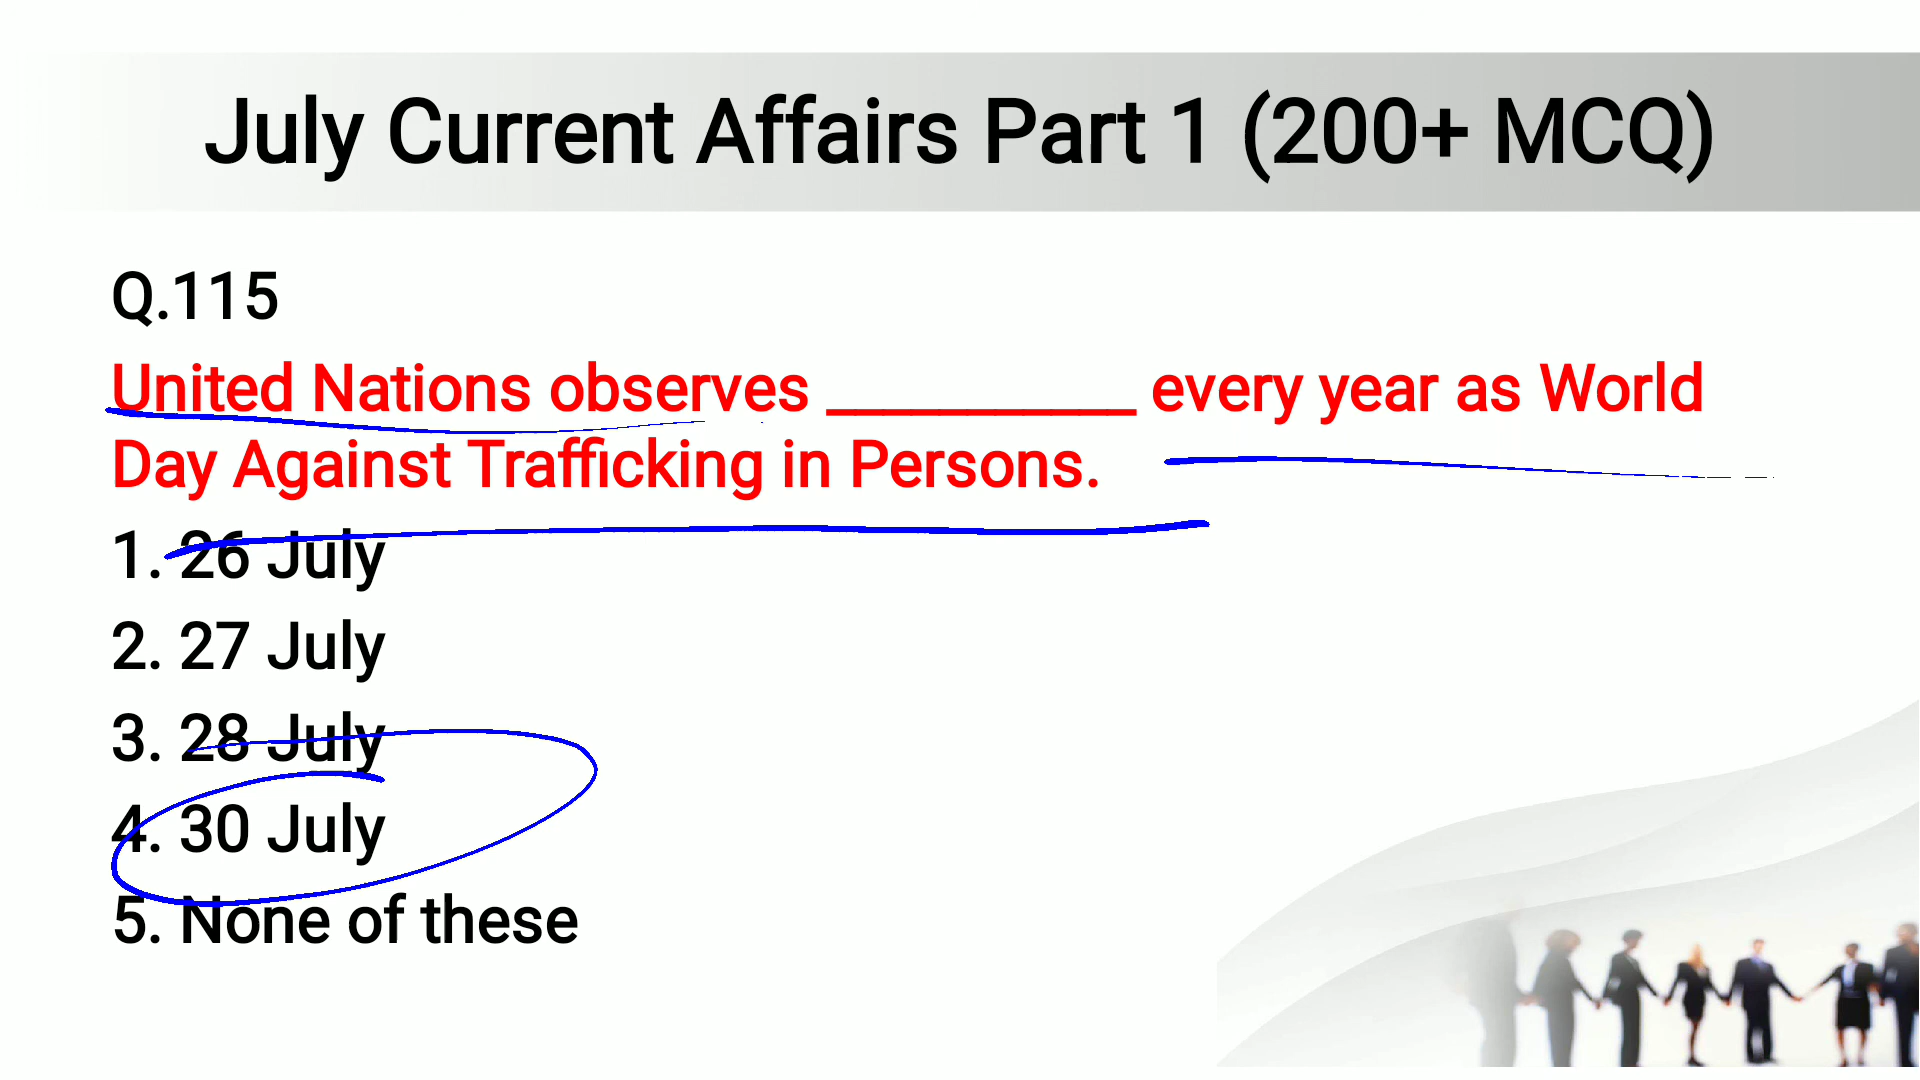 July Current Affairs Part 1 (200+ MCQ)
Q.115
United Nations observes __________ every year as World
Day Against Trafficking in Persons.
1. 26 July
2. 27 July
3. 28 July
4. 30 July
5. None of these